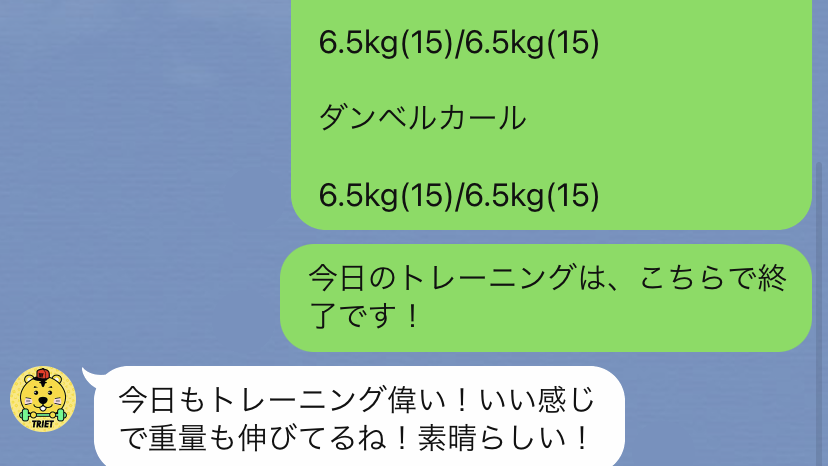 6.5kg(15)/6.5kg(15)
ダンベルカール
6.5kg(15)/6.5kg(15)
今日のトレーニングは、こちらで終
了です！
今日もトレーニング偉い！いい感じ
で重量も伸びてるね！素晴らしい！
TRIET